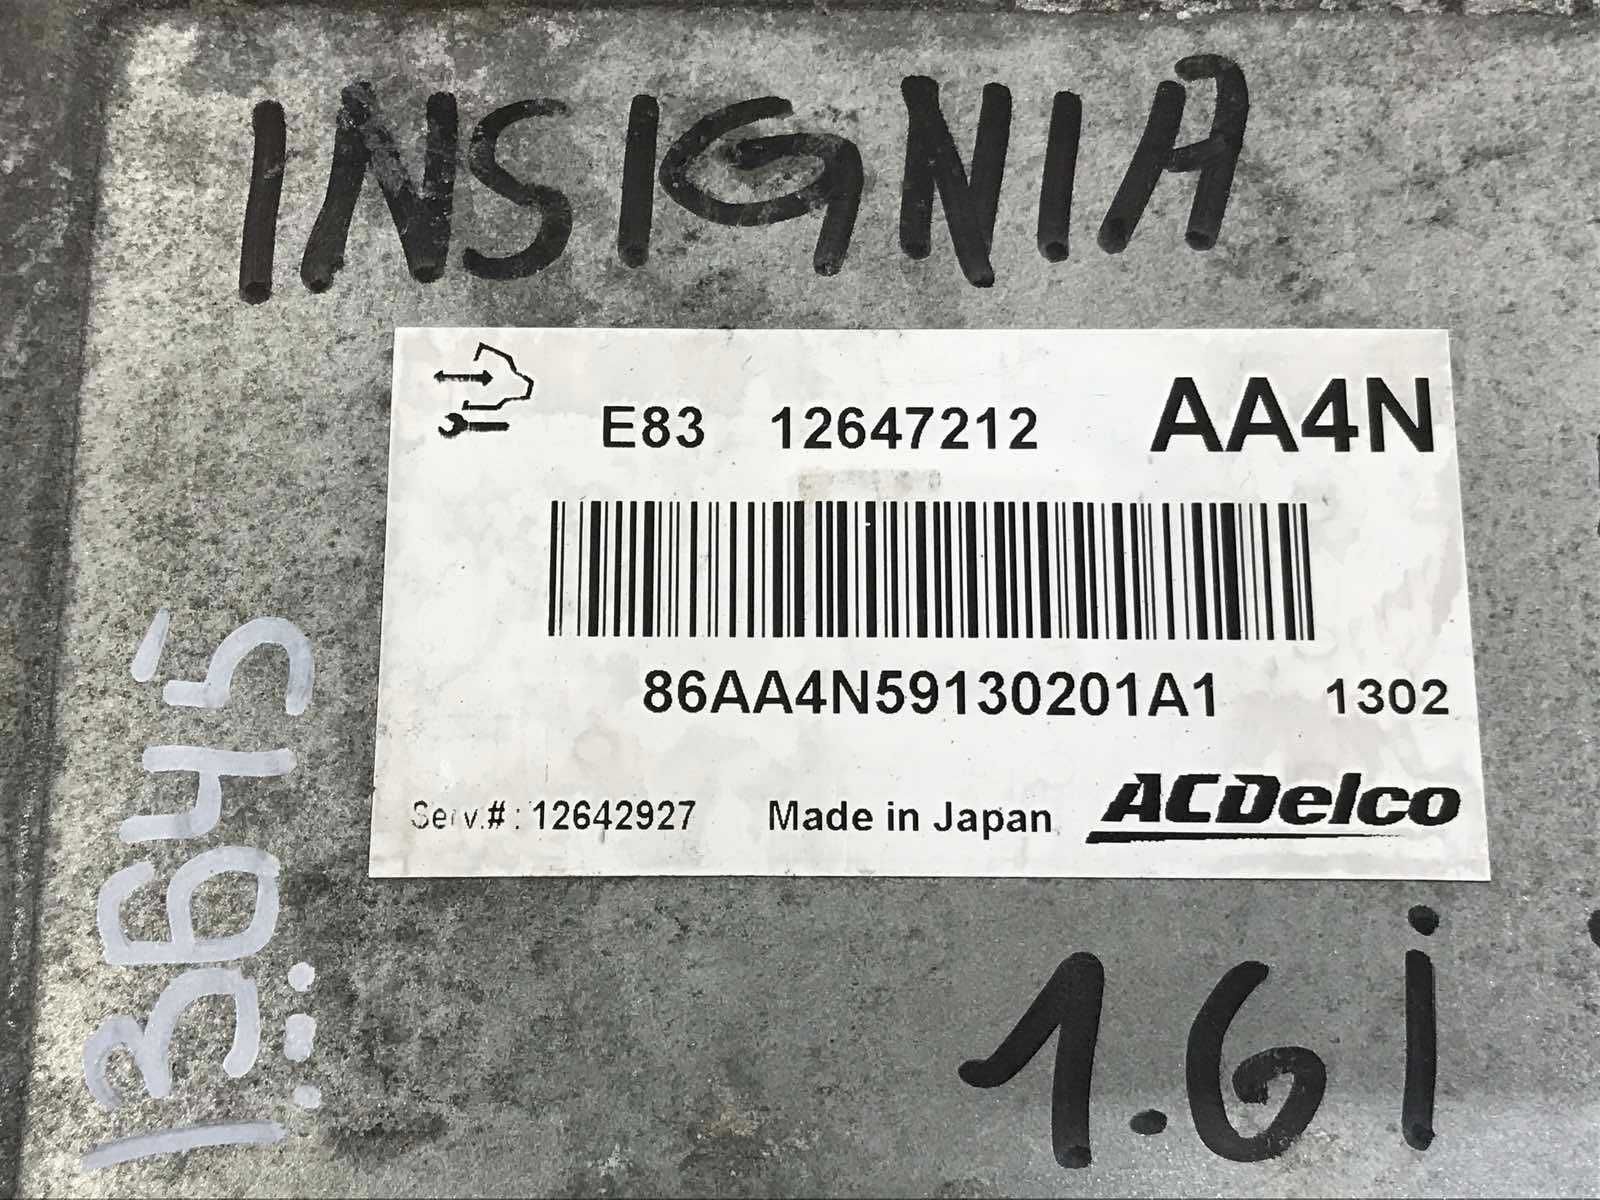 INSIGNIA
E83 12647212 AA4N
86AA4N59130201A1 1302
Serv.#: 12642927 Made in Japan ACDelco
1.6i
13645